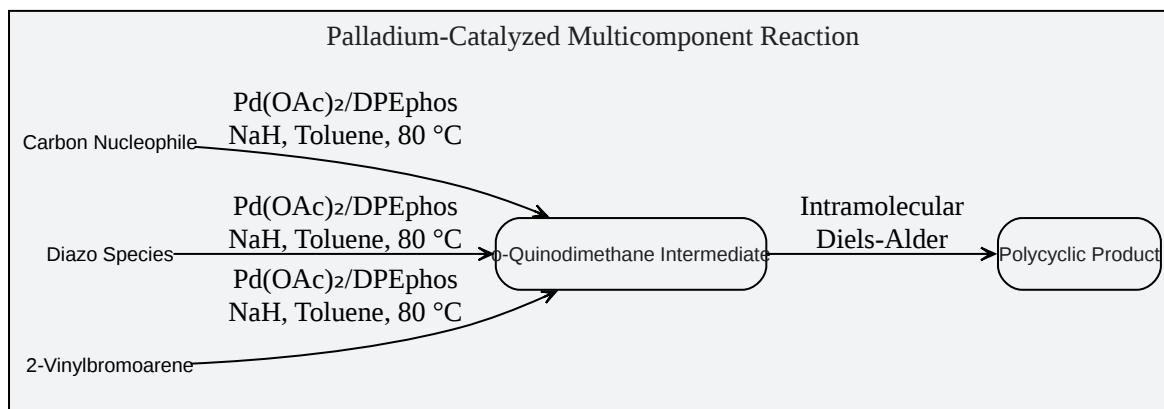 Palladium-Catalyzed Multicomponent Reaction
Pd(OAc)₂/DPEphos
NaH, Toluene, 80 °C
Carbon Nucleophile
Pd(OAc)₂/DPEphos
NaH, Toluene, 80 °C
Diazo Species
Pd(OAc)₂/DPEphos
NaH, Toluene, 80 °C
2-Vinylbromoarene
o-Quinodimethane Intermediate
Intramolecular
Diels-Alder
Polycyclic Product